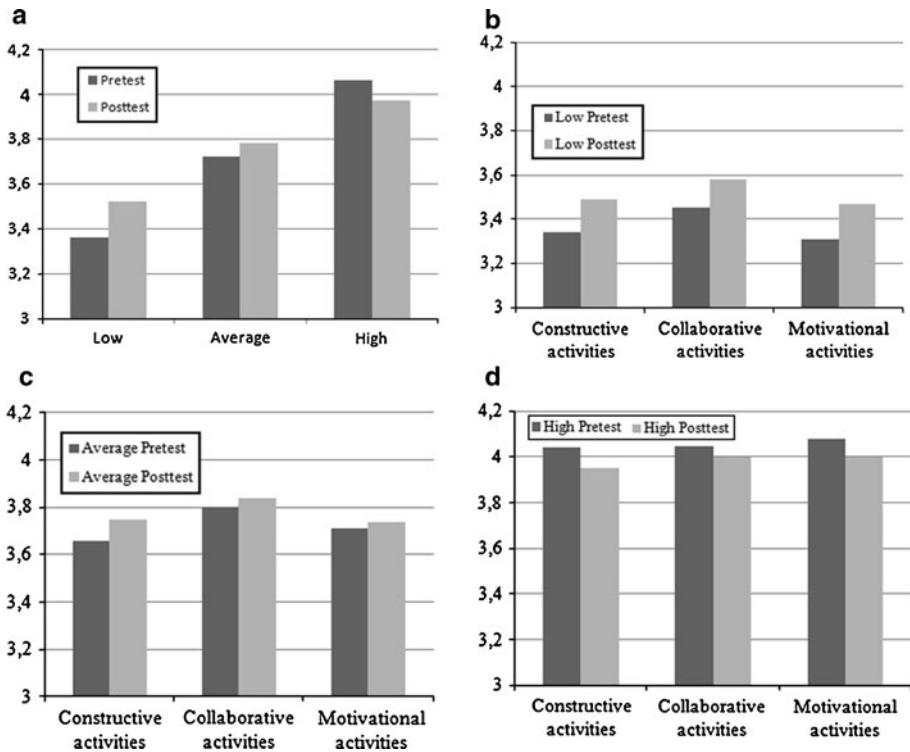 a
4,2
4
3,8
3,6
3,4
3,2
3
Pretest
Posttest
Low Average High
b
4,2
4
3,8
3,6
3,4
3,2
3
Low Pretest
Low Posttest
Constructive activities
Collaborative activities
Motivational activities
c
4,2
4
3,8
3,6
3,4
3,2
3
Average Pretest
Average Posttest
Constructive activities
Collaborative activities
Motivational activities
d
4,2
4
3,8
3,6
3,4
3,2
3
High Pretest High Posttest
Constructive activities
Collaborative activities
Motivational activities